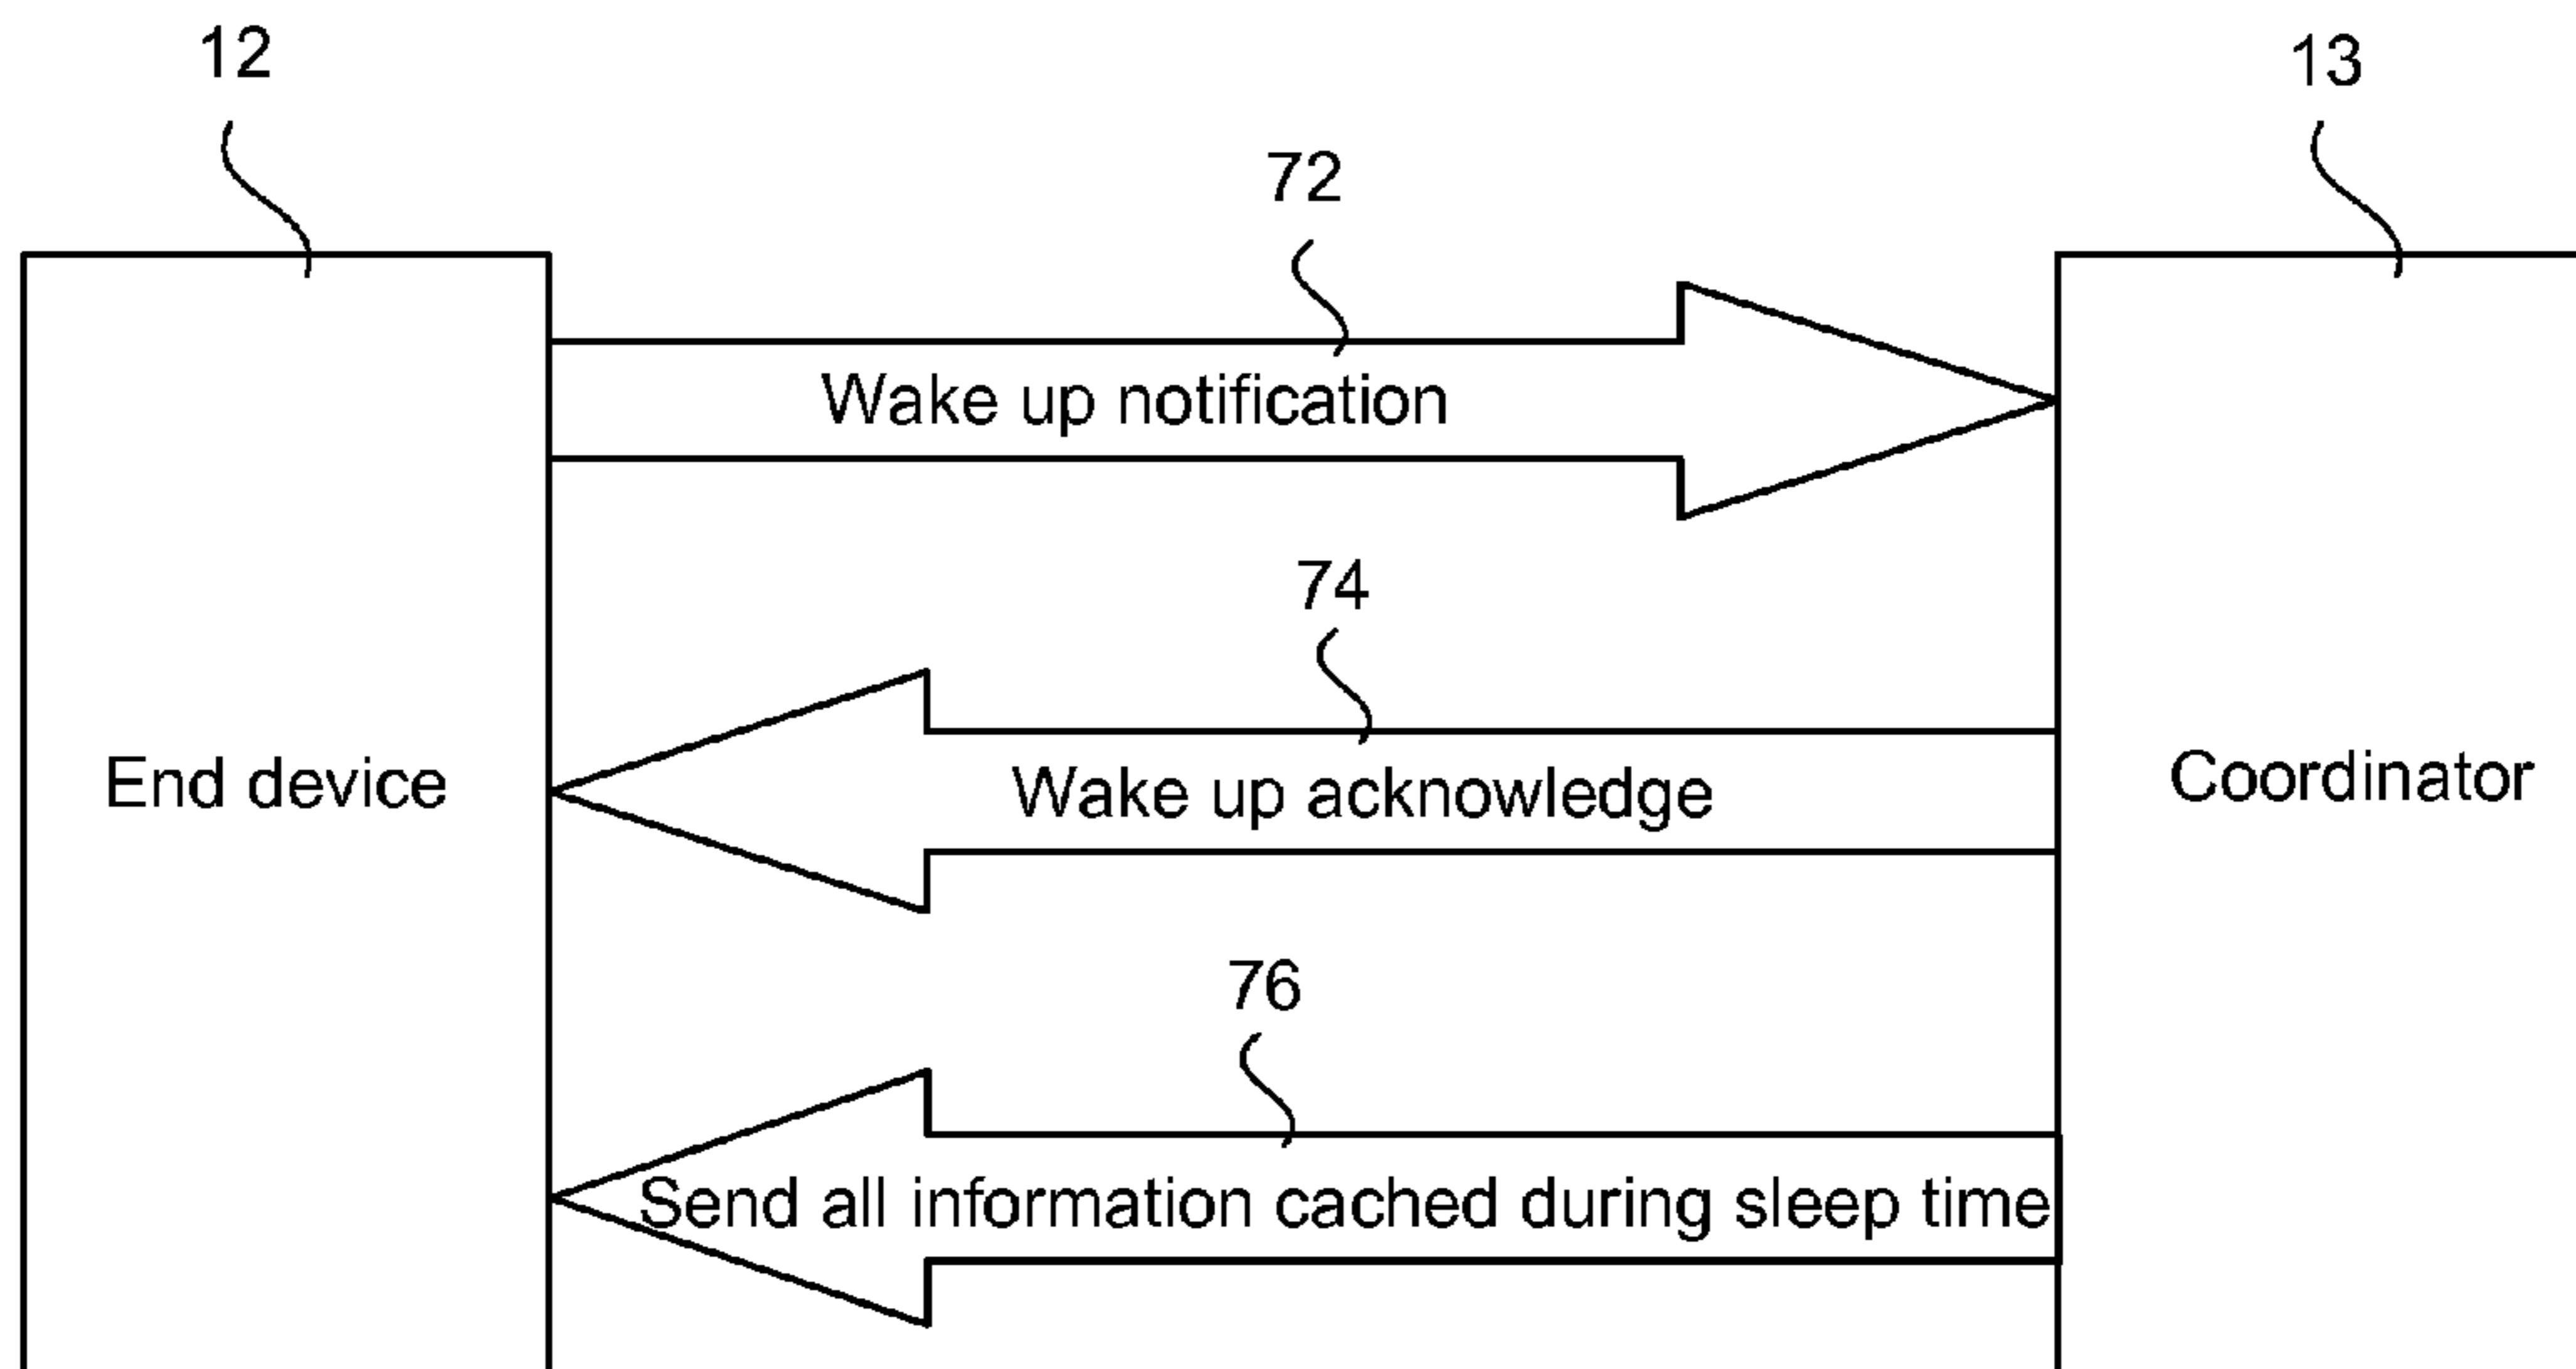 12
13
72
Wake up notification
74
End device
Wake up acknowledge
Coordinator
76
Send all information cached during sleep time